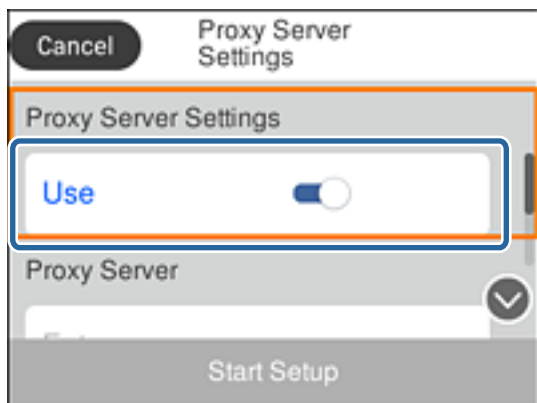 Cancel
Proxy Server
Settings
Proxy Server Settings
Use
Proxy Server
Start Setup